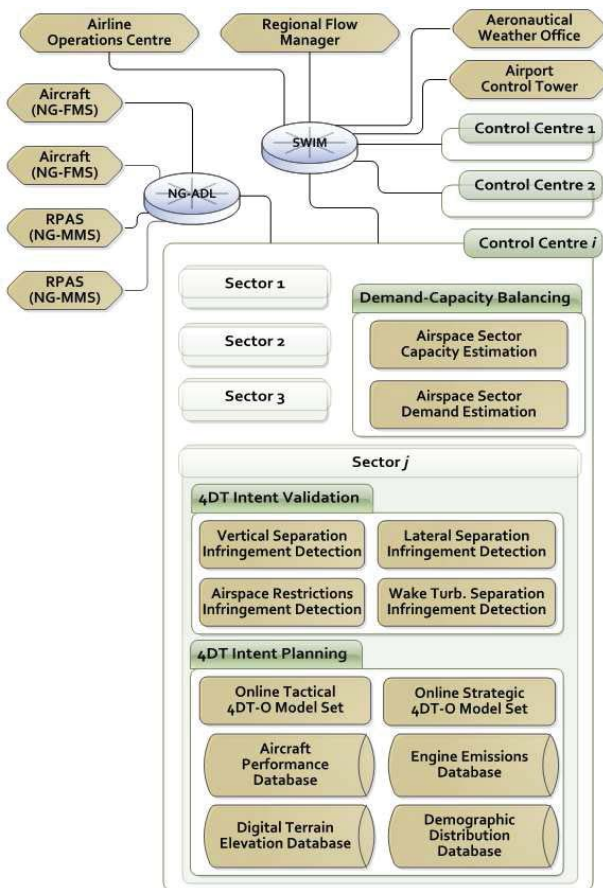 Airline
Operations Centre
Regional Flow
Manager
Aeronautical
Weather Office
Airport
Control Tower
Aircraft
(NG-FMS)
SWIM
Control Centre 1
Aircraft
(NG-FMS)
NG-ADL
Control Centre 2
RPAS
(NG-MMS)
Control Centre i
RPAS
(NG-MMS)
Sector 1
Sector 2
Sector 3
Demand-Capacity Balancing
Airspace Sector
Capacity Estimation
Airspace Sector
Demand Estimation
Sector j
4DT Intent Validation
Vertical Separation
Infringement Detection
Lateral Separation
Infringement Detection
Airspace Restrictions
Infringement Detection
Wake Turb. Separation
Infringement Detection
4DT Intent Planning
Online Tactical
4DT-O Model Set
Online Strategic
4DT-O Model Set
Aircraft
Performance
Database
Engine Emissions
Database
Digital Terrain
Elevation Database
Demographic
Distribution
Database